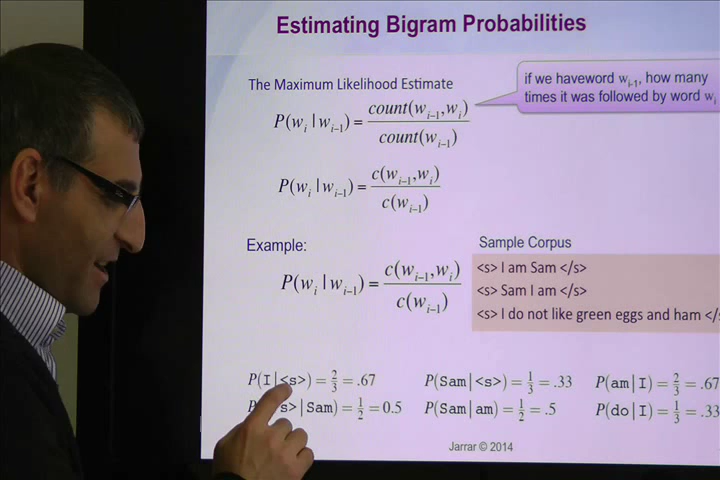 Estimating Bigram Probabilities
The Maximum Likelihood Estimate
if we haveword wᵢ₋₁, how many
times it was followed by word wᵢ
P(wᵢ | wᵢ₋₁) = count(wᵢ₋₁,wᵢ) / count(wᵢ₋₁)
P(wᵢ | wᵢ₋₁) = c(wᵢ₋₁,wᵢ) / c(wᵢ₋₁)
Example:
Sample Corpus
P(wᵢ | wᵢ₋₁) = c(wᵢ₋₁,wᵢ) / c(wᵢ₋₁)
<s> I am Sam </s>
<s> Sam I am </s>
<s> I do not like green eggs and ham </s
P(I|<s>) = 2/3 = .67 P(Sam|<s>) = 1/3 = .33 P(am|I) = 2/3 = .67
P( s>|Sam) = 1/2 = 0.5 P(Sam|am) = 1/2 = .5 P(do|I) = 1/3 = .33
Jarrar © 2014